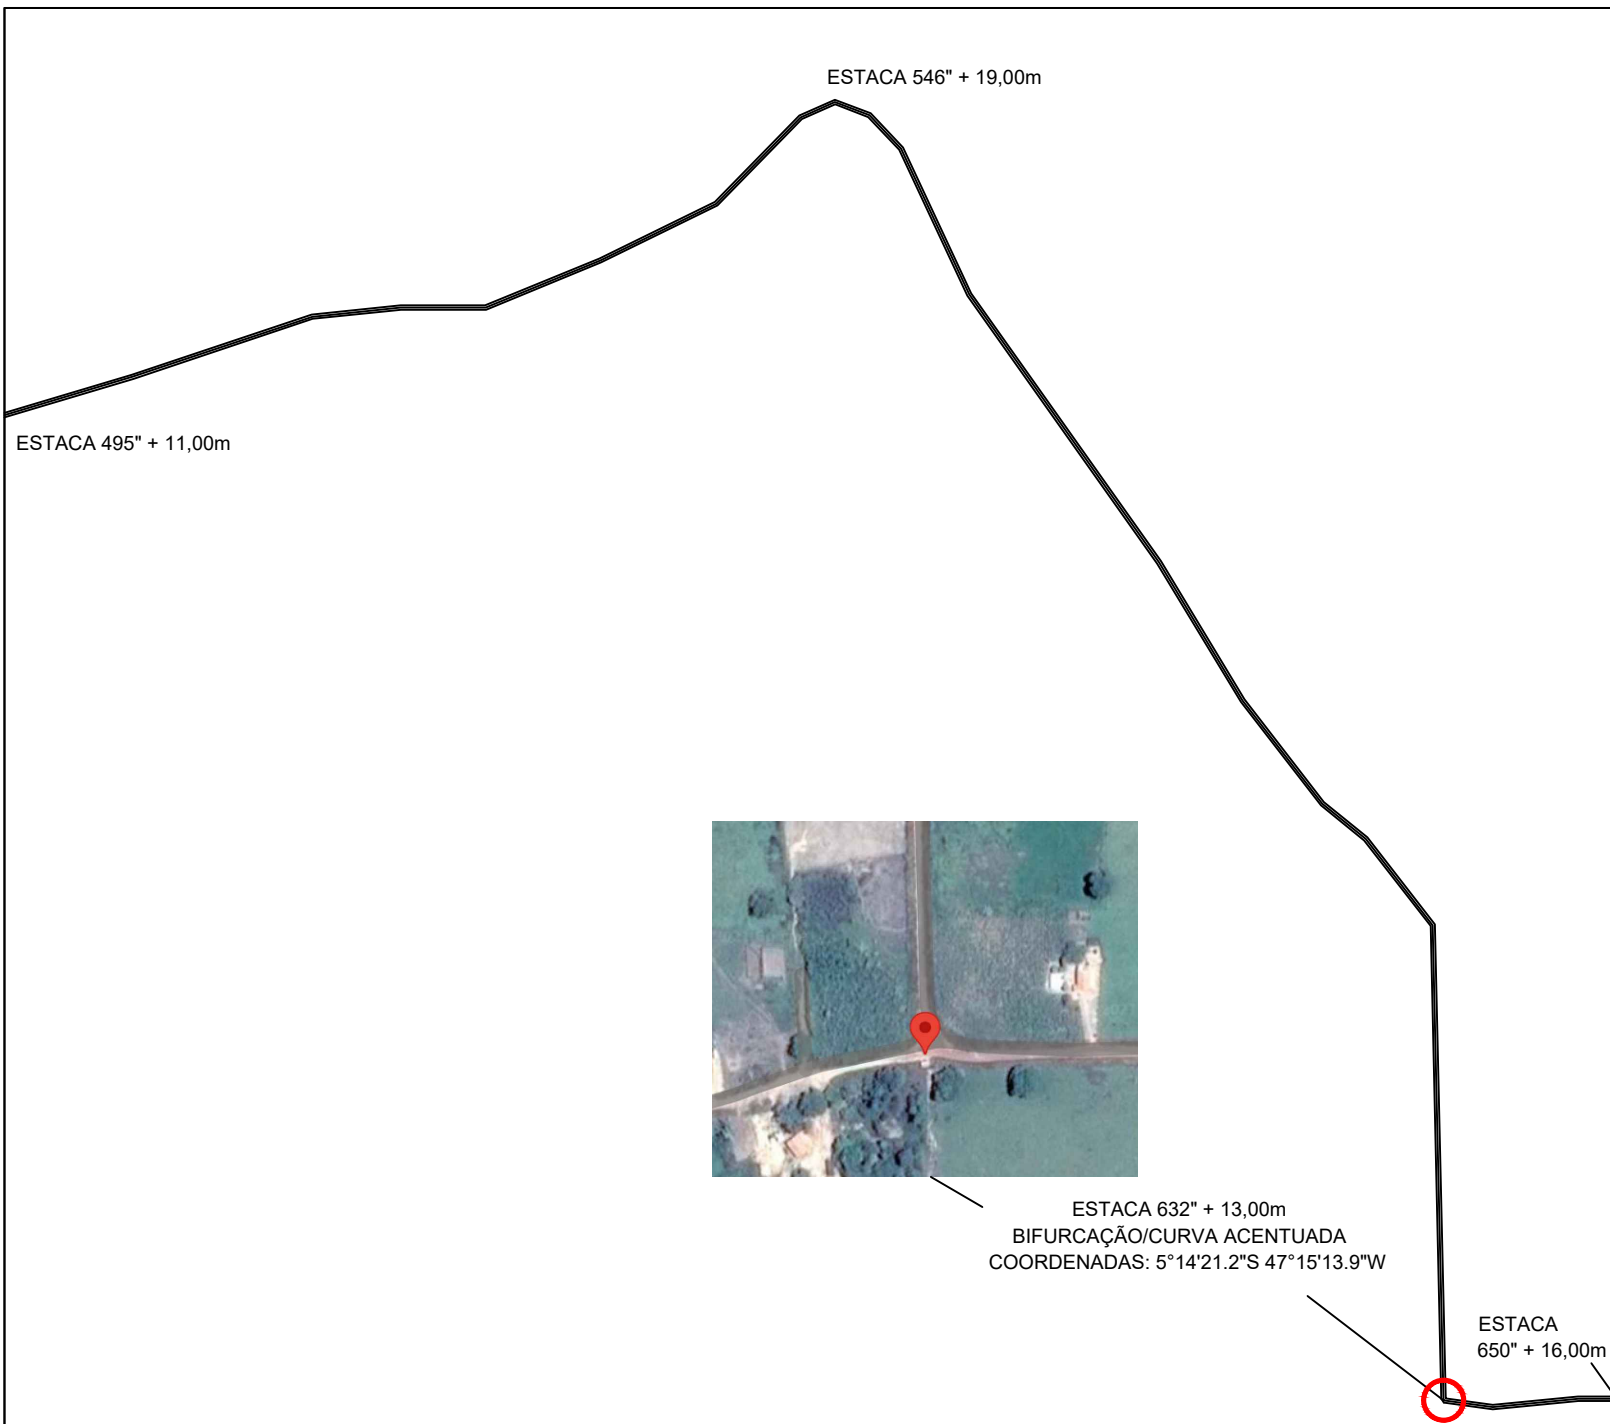 ESTACA 546" + 19,00m
ESTACA 495" + 11,00m
ESTACA 632" + 13,00m
BIFURCAÇÃO/CURVA ACENTUADA
COORDENADAS: 5°14'21.2"S 47°15'13.9"W
ESTACA
650" + 16,00m